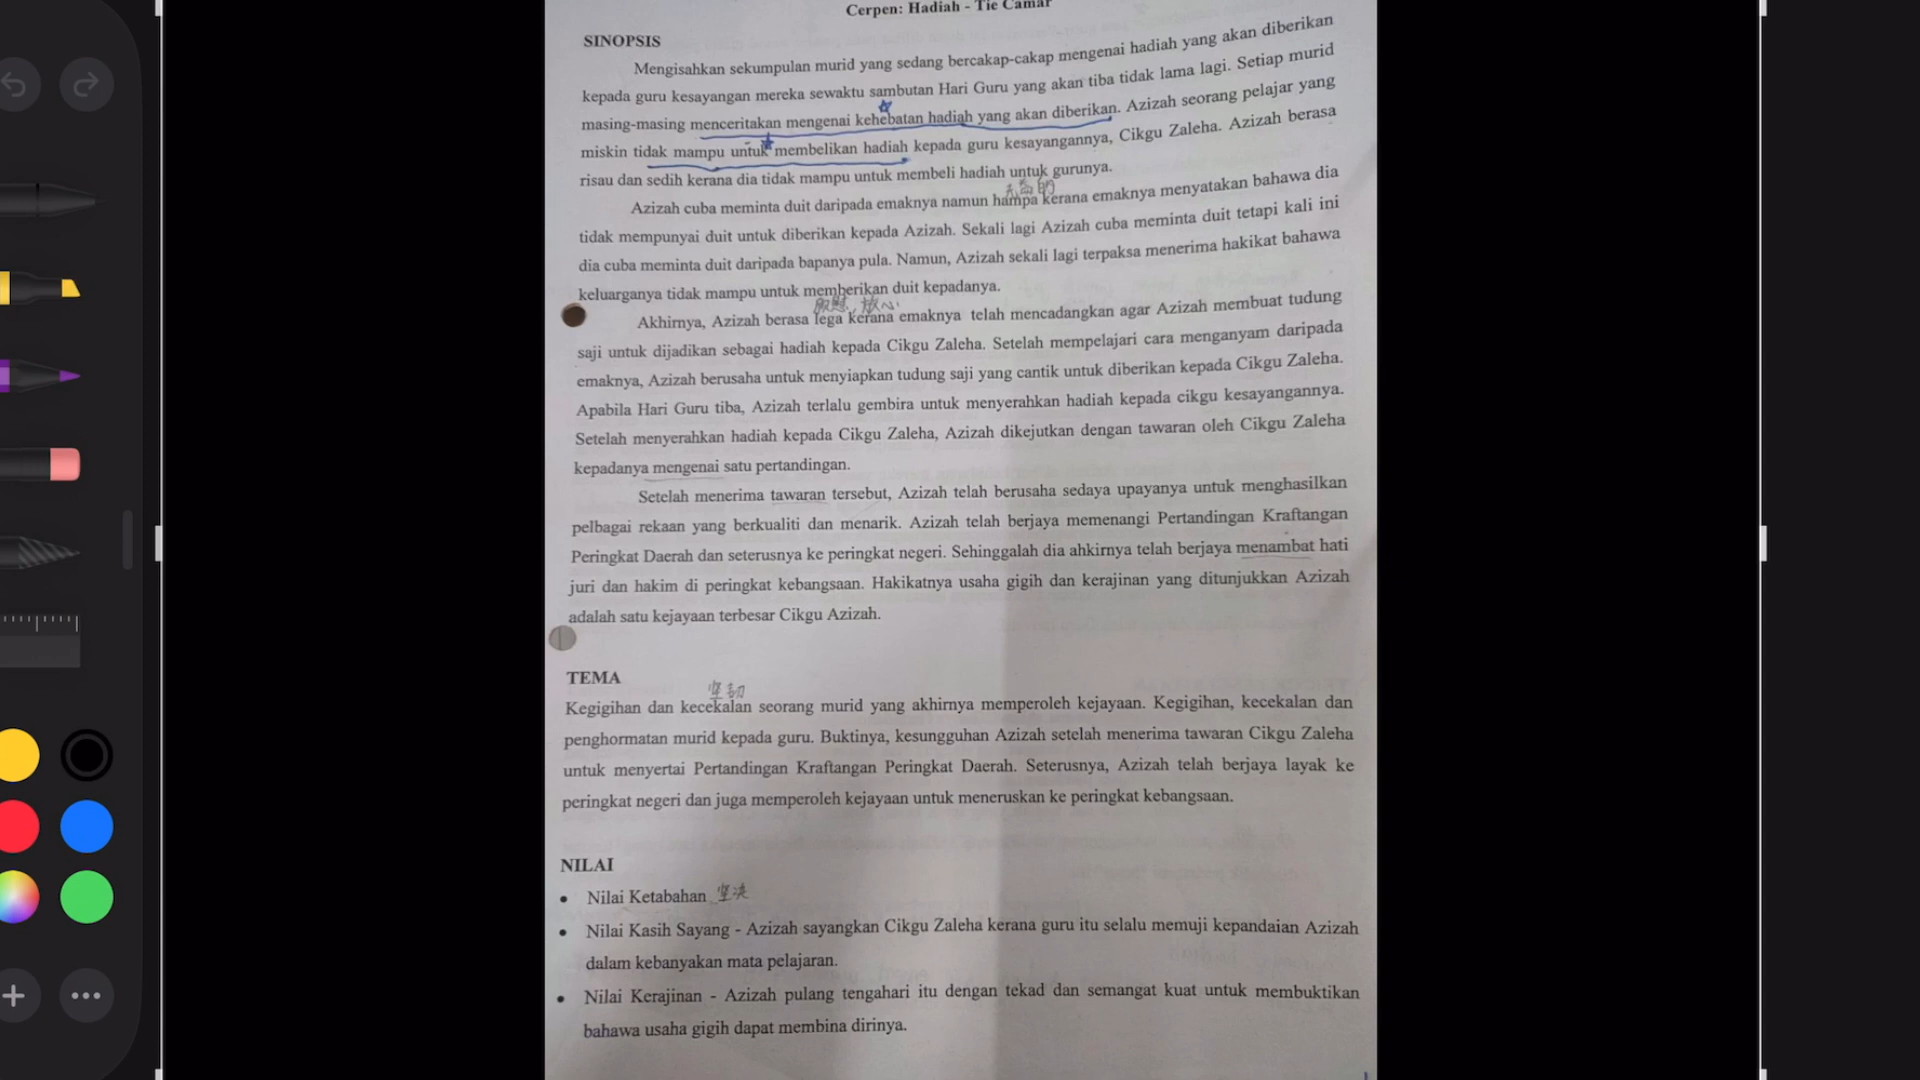 Cerpen: Hadiah - Tie Camar
SINOPSIS
Mengisahkan sekumpulan murid yang sedang bercakap-cakap mengenai hadiah yang akan diberikan
kepada guru kesayangan mereka sewaktu sambutan Hari Guru yang akan tiba tidak lama lagi. Setiap murid
masing-masing menceritakan mengenai kehebatan hadiah yang akan diberikan. Azizah seorang pelajar yang
miskin tidak mampu untuk membelikan hadiah kepada guru kesayangannya, Cikgu Zaleha. Azizah berasa
risau dan sedih kerana dia tidak mampu untuk membeli hadiah untuk gurunya.
Azizah cuba meminta duit daripada emaknya namun hampa kerana emaknya menyatakan bahawa dia
tidak mempunyai duit untuk diberikan kepada Azizah. Sekali lagi Azizah cuba meminta duit tetapi kali ini
dia cuba meminta duit daripada bapanya pula. Namun, Azizah sekali lagi terpaksa menerima hakikat bahawa
keluarganya tidak mampu untuk memberikan duit kepadanya.
放心
Akhirnya, Azizah berasa lega kerana emaknya telah mencadangkan agar Azizah membuat tudung
saji untuk dijadikan sebagai hadiah kepada Cikgu Zaleha. Setelah mempelajari cara menganyam daripada
emaknya, Azizah berusaha untuk menyiapkan tudung saji yang cantik untuk diberikan kepada Cikgu Zaleha.
Apabila Hari Guru tiba, Azizah terlalu gembira untuk menyerahkan hadiah kepada cikgu kesayangannya.
Setelah menyerahkan hadiah kepada Cikgu Zaleha, Azizah dikejutkan dengan tawaran oleh Cikgu Zaleha
kepadanya mengenai satu pertandingan.
Setelah menerima tawaran tersebut, Azizah telah berusaha sedaya upayanya untuk menghasilkan
pelbagai rekaan yang berkualiti dan menarik. Azizah telah berjaya memenangi Pertandingan Kraftangan
Peringkat Daerah dan seterusnya ke peringkat negeri. Sehinggalah dia ahkirnya telah berjaya menambat hati
juri dan hakim di peringkat kebangsaan. Hakikatnya usaha gigih dan kerajinan yang ditunjukkan Azizah
adalah satu kejayaan terbesar Cikgu Azizah.
TEMA
坚韧
Kegigihan dan kecekalan seorang murid yang akhirnya memperoleh kejayaan. Kegigihan, kecekalan dan
penghormatan murid kepada guru. Buktinya, kesungguhan Azizah setelah menerima tawaran Cikgu Zaleha
untuk menyertai Pertandingan Kraftangan Peringkat Daerah. Seterusnya, Azizah telah berjaya layak ke
peringkat negeri dan juga memperoleh kejayaan untuk meneruskan ke peringkat kebangsaan.
NILAI
• Nilai Ketabahan 坚决
• Nilai Kasih Sayang - Azizah sayangkan Cikgu Zaleha kerana guru itu selalu memuji kepandaian Azizah
dalam kebanyakan mata pelajaran.
• Nilai Kerajinan - Azizah pulang tengahari itu dengan tekad dan semangat kuat untuk membuktikan
bahawa usaha gigih dapat membina dirinya.